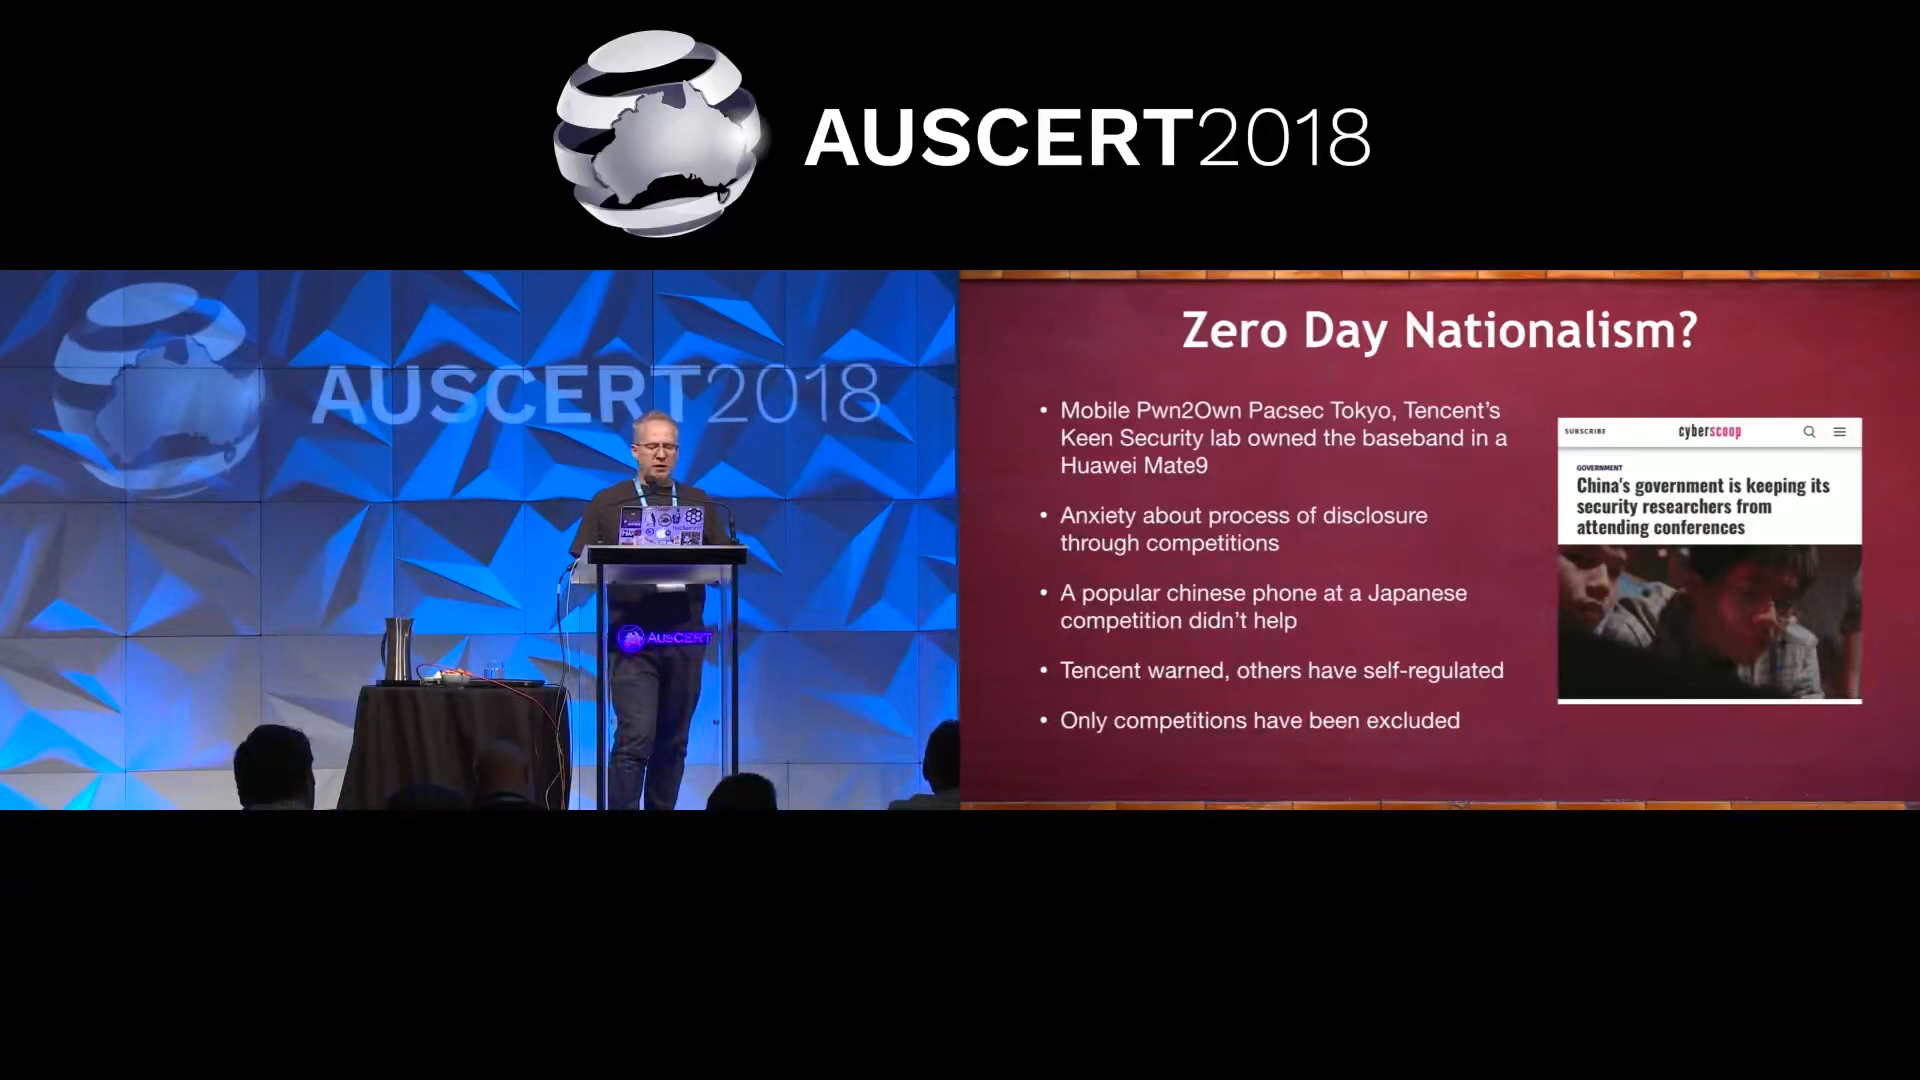 AUSCERT2018
AUSCERT2018
AUSCERT
Zero Day Nationalism?
• Mobile Pwn2Own Pacsec Tokyo, Tencent’s
Keen Security lab owned the baseband in a
Huawei Mate9
• Anxiety about process of disclosure
through competitions
• A popular chinese phone at a Japanese
competition didn’t help
• Tencent warned, others have self-regulated
• Only competitions have been excluded
SUBSCRIBE
cyberscoop
GOVERNMENT
China's government is keeping its
security researchers from
attending conferences